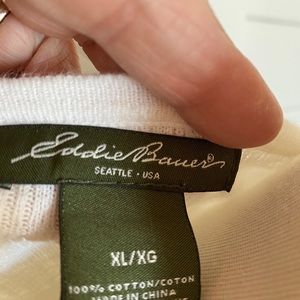 Eddie Bauer®
SEATTLE · USA
XL/XG
100% COTTON/COTON
MADE IN CHINA